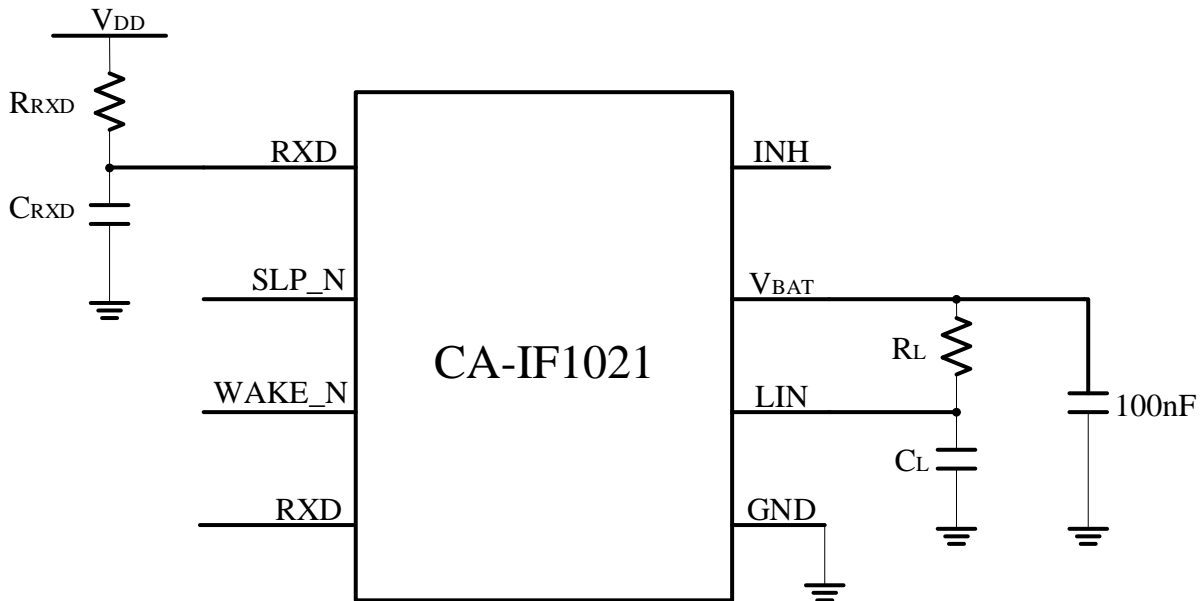 VDD
RRXD
RXD
INH
CRXD
SLP_N
VBAT
RL
CA-IF1021
WAKE_N
LIN
100nF
CL
RXD
GND